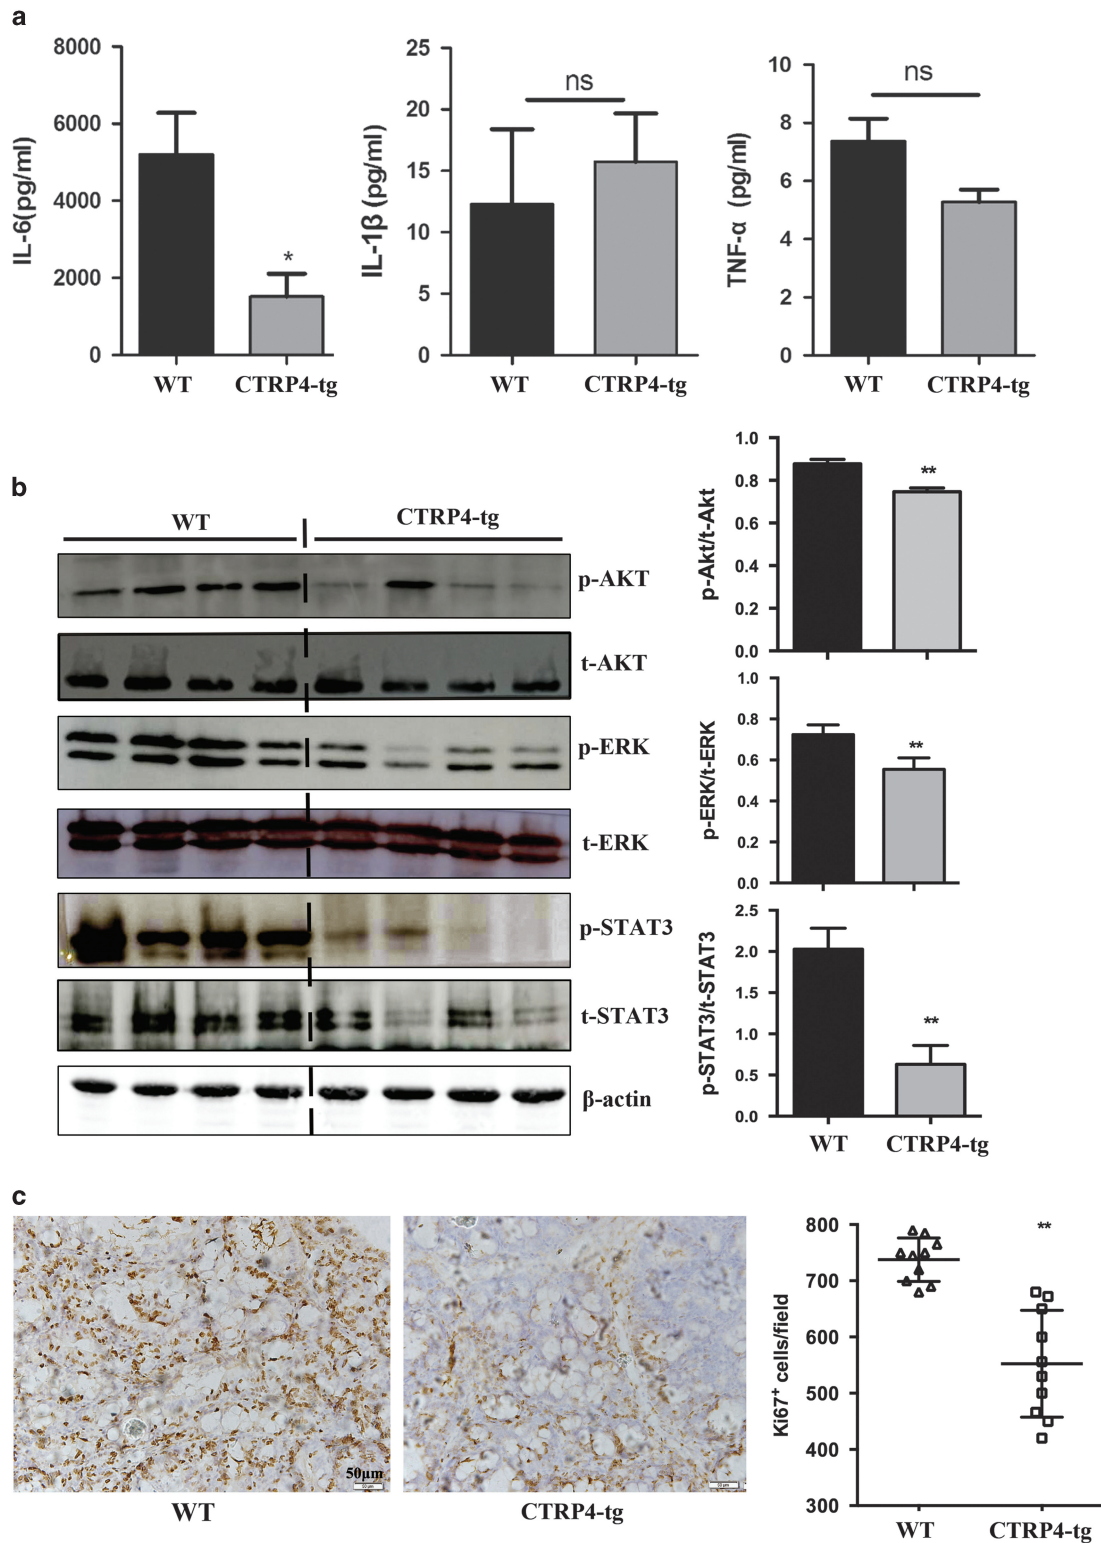 a
8000
6000
4000
2000
0
IL-6(pg/ml)
*
WT
CTRP4-tg
25
20
15
10
5
0
IL-1β (pg/ml)
ns
WT
CTRP4-tg
10
8
6
4
2
0
TNF-α (pg/ml)
ns
WT
CTRP4-tg
b
WT
CTRP4-tg
p-AKT
t-AKT
p-ERK
t-ERK
p-STAT3
t-STAT3
β-actin
1.0
0.8
0.6
0.4
0.2
0.0
p-Akt/t-Akt
**
1.0
0.8
0.6
0.4
0.2
0.0
p-ERK/t-ERK
**
2.5
2.0
1.5
1.0
0.5
0.0
p-STAT3/t-STAT3
**
WT
CTRP4-tg
c
50μm
50 μm
WT
50 μm
CTRP4-tg
800
700
600
500
400
300
Ki67⁺ cells/field
**
WT
CTRP4-tg